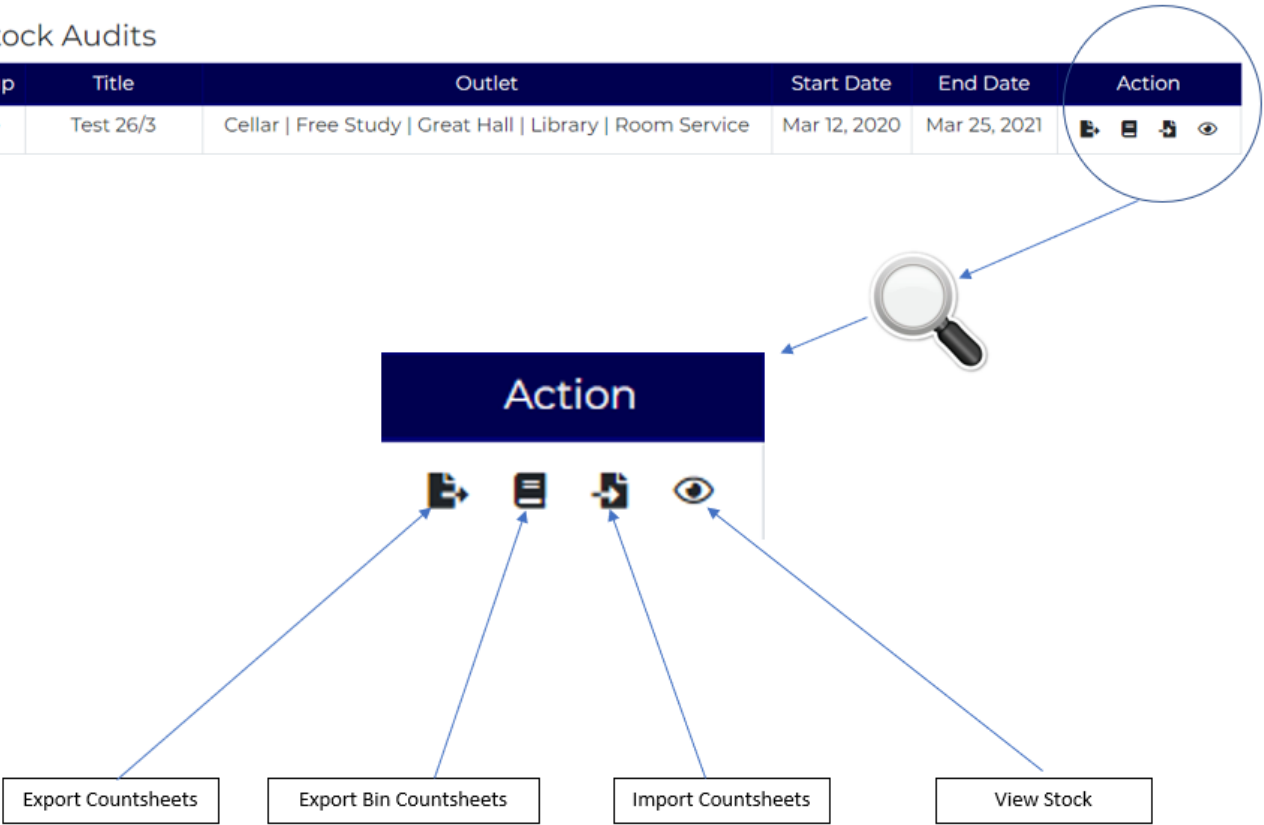 tock Audits
p Title Outlet Start Date End Date Action
Test 26/3 Cellar | Free Study | Great Hall | Library | Room Service Mar 12, 2020 Mar 25, 2021
Action
Export Countsheets Export Bin Countsheets Import Countsheets View Stock